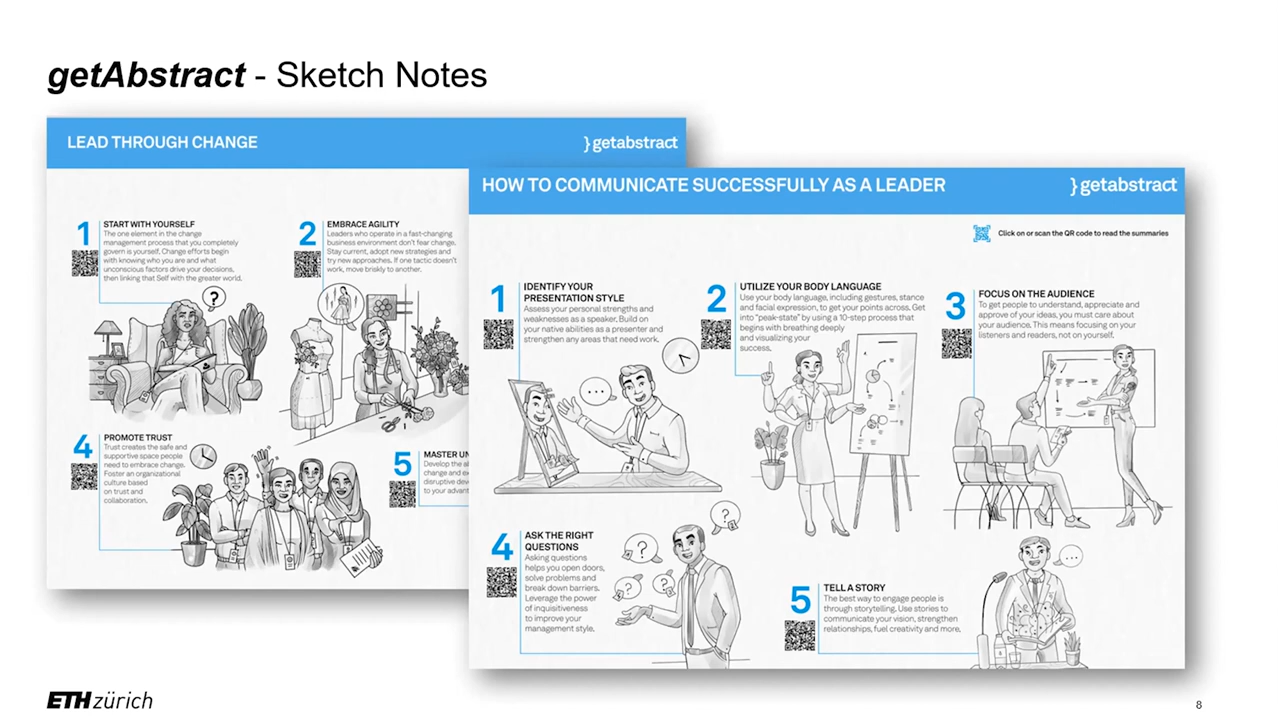 getAbstract - Sketch Notes
LEAD THROUGH CHANGE
}getabstract
1
START WITH YOURSELF
The one element in the change
management process that you completely
govern is yourself. Change efforts begin
with knowing who you are and what
unconscious factors drive your decisions,
then linking that Self with the greater world.
?
2
EMBRACE AGILITY
Leaders who operate in a fast-changing
business environment don't fear change.
Stay current, adopt new strategies and
try new approaches. If one tactic doesn't
work, move briskly to another.
4
PROMOTE TRUST
Trust creates the safe and
supportive space people
need to embrace change.
Foster an organizational
culture based
on trust and
collaboration.
5
MASTER UN
Develop the a
change and e
disruptive dev
to your advant
HOW TO COMMUNICATE SUCCESSFULLY AS A LEADER
}getabstract
Click on or scan the QR code to read the summaries
1
IDENTIFY YOUR
PRESENTATION STYLE
Assess your personal strengths and
weaknesses as a speaker. Build on
your native abilities as a presenter and
strengthen any areas that need work.
2
UTILIZE YOUR BODY LANGUAGE
Use your body language, including gestures, stance
and facial expression, to get your points across. Get
into "peak-state" by using a 10-step process that
begins with breathing deeply
and visualizing your
success.
3
FOCUS ON THE AUDIENCE
To get people to understand, appreciate and
approve of your ideas, you must care about
your audience. This means focusing on your
listeners and readers, not on yourself.
4
ASK THE RIGHT
QUESTIONS
Asking questions
helps you open doors,
solve problems and
break down barriers.
Leverage the power
of inquisitiveness
to improve your
management style.
?
?
?
?
5
TELL A STORY
The best way to engage people is
through storytelling. Use stories to
communicate your vision, strengthen
relationships, fuel creativity and more.
ETH zürich
8